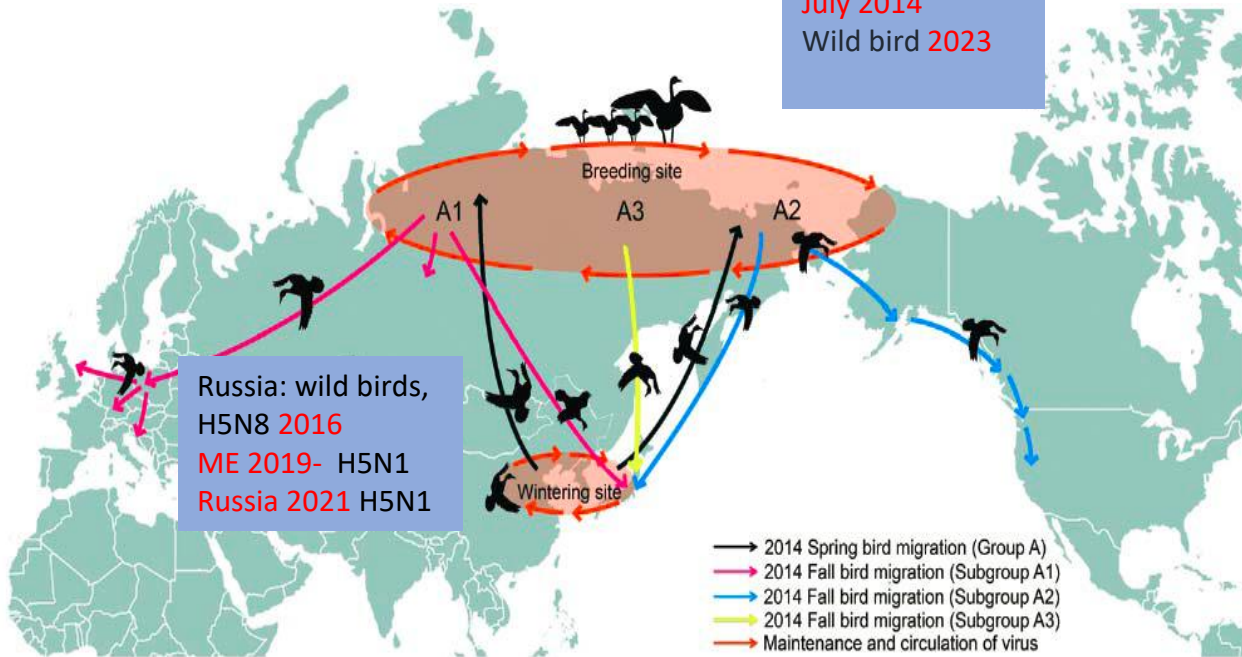 July 2014
Wild bird 2023
Breeding site
A1
A3
A2
Russia: wild birds,
H5N8 2016
ME 2019- H5N1
Russia 2021 H5N1
Wintering site
2014 Spring bird migration (Group A)
2014 Fall bird migration (Subgroup A1)
2014 Fall bird migration (Subgroup A2)
2014 Fall bird migration (Subgroup A3)
Maintenance and circulation of virus